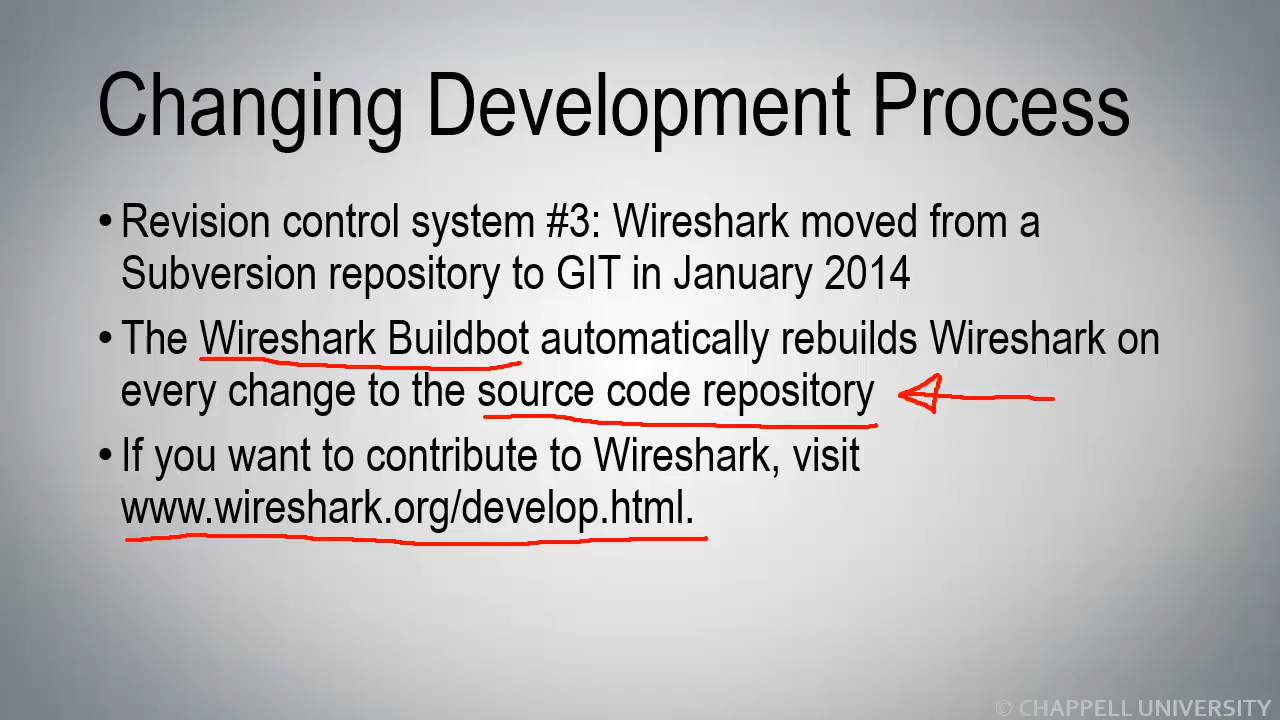 Changing Development Process
• Revision control system #3: Wireshark moved from a
Subversion repository to GIT in January 2014
• The Wireshark Buildbot automatically rebuilds Wireshark on
every change to the source code repository
• If you want to contribute to Wireshark, visit
www.wireshark.org/develop.html.
© CHAPPELL UNIVERSITY